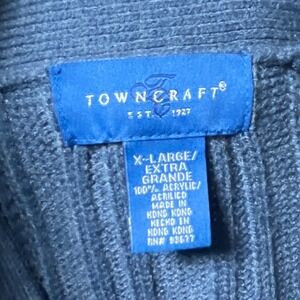 TOWNCRAFT®
EST. 1927
X-LARGE/
EXTRA
GRANDE
100% ACRYLIC/
ACRILICO
MADE IN
HONG KONG
HECHO EN
HONG KONG
RN# 93677